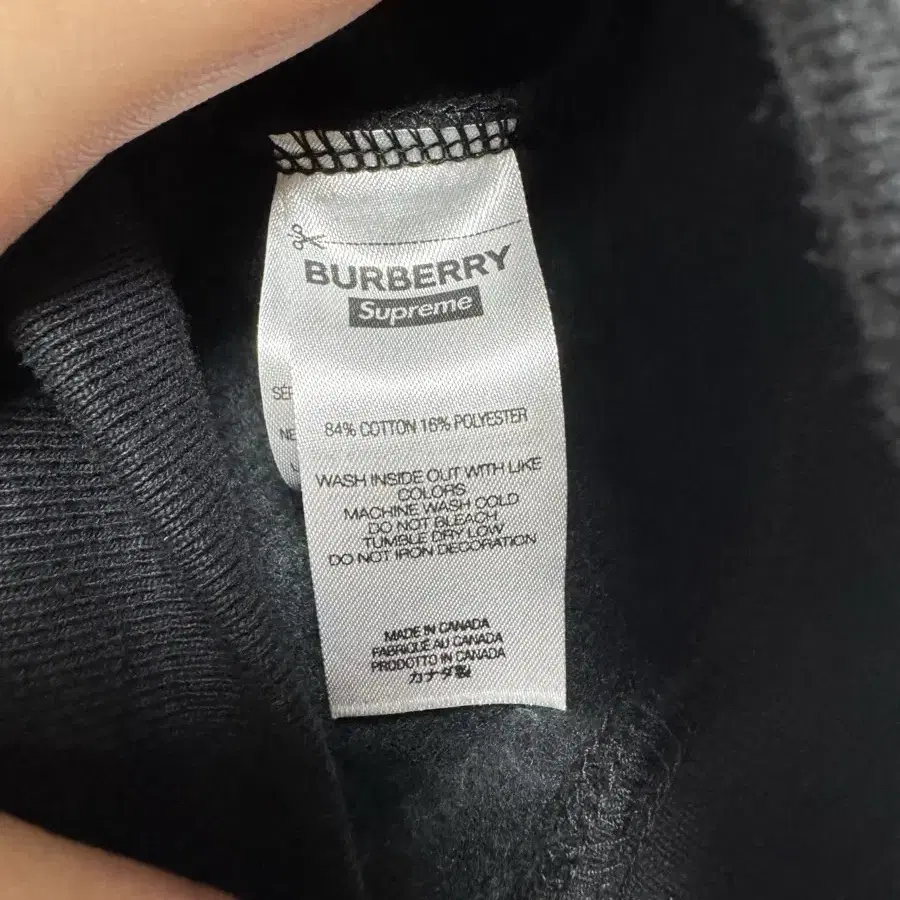 BURBERRY
Supreme
84% COTTON 16% POLYESTER
WASH INSIDE OUT WITH LIKE
COLORS
MACHINE WASH COLD
DO NOT BLEACH
TUMBLE DRY LOW
DO NOT IRON DECORATION
MADE IN CANADA
FABRIQUÉ AU CANADA
PRODOTTO IN CANADA
カナダ製